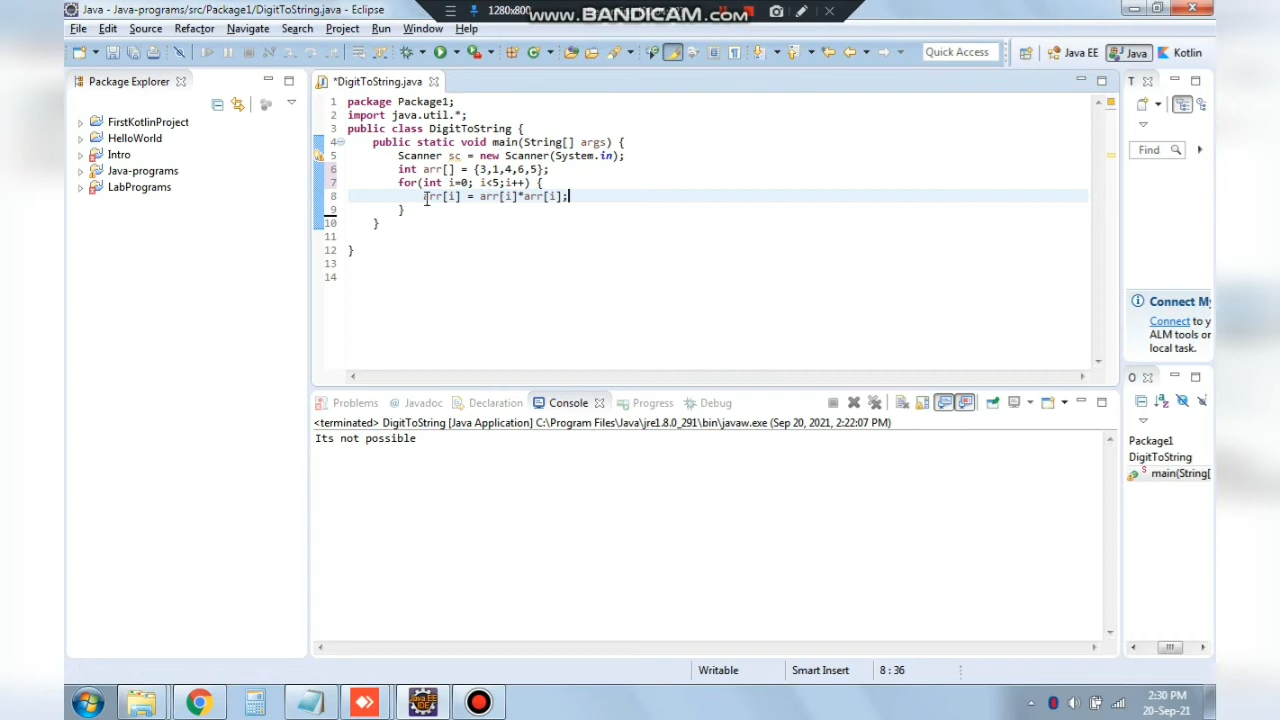 Java - Java-programs/src/Package1/DigitToString.java - Eclipse
1280x800
www.BANDICAM.com
File Edit Source Refactor Navigate Search Project Run Window Help
Quick Access
Java EE
Java
Kotlin
Package Explorer
FirstKotlinProject
HelloWorld
Intro
Java-programs
LabPrograms
*DigitToString.java
1 package Package1;
2 import java.util.*;
3 public class DigitToString {
4 public static void main(String[] args) {
5 Scanner sc = new Scanner(System.in);
6 int arr[] = {3,1,4,6,5};
7 for(int i=0; i<5;i++) {
8 arr[i] = arr[i]*arr[i];
9 }
10 }
11
12 }
13
14
T
Find
Connect M
Connect to y
ALM tools or
local task.
O
Package1
DigitToString
S main(String[
Problems Javadoc Declaration Console Progress Debug
<terminated> DigitToString [Java Application] C:\Program Files\Java\jre1.8.0_291\bin\javaw.exe (Sep 20, 2021, 2:22:07 PM)
Its not possible
Writable Smart Insert 8 : 36
Java EE
2:30 PM
20-Sep-21